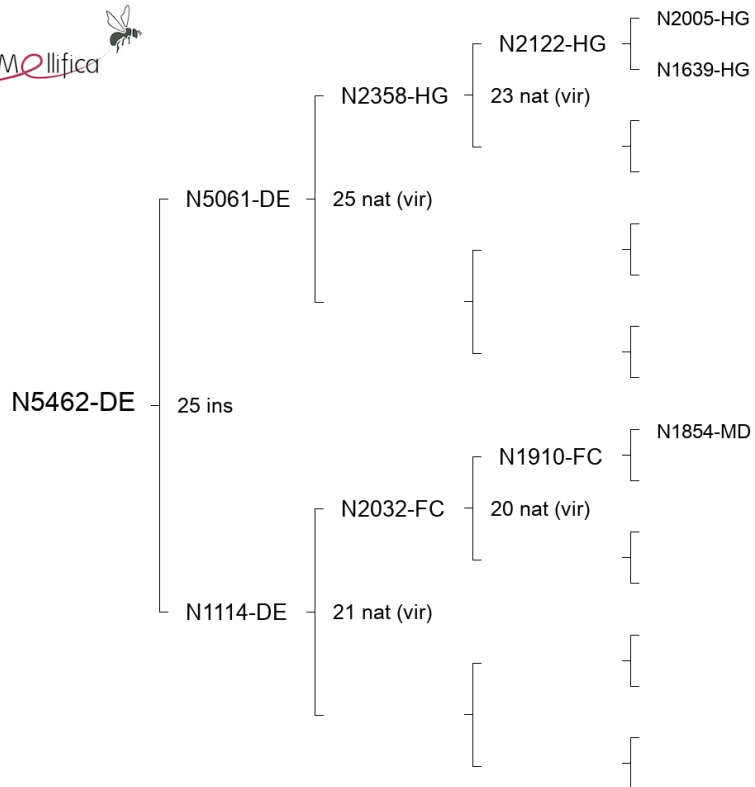 Mellifica
N2005-HG
N2122-HG
N1639-HG
N2358-HG
23 nat (vir)
N5061-DE
25 nat (vir)
N5462-DE
25 ins
N1854-MD
N1910-FC
N2032-FC
20 nat (vir)
N1114-DE
21 nat (vir)